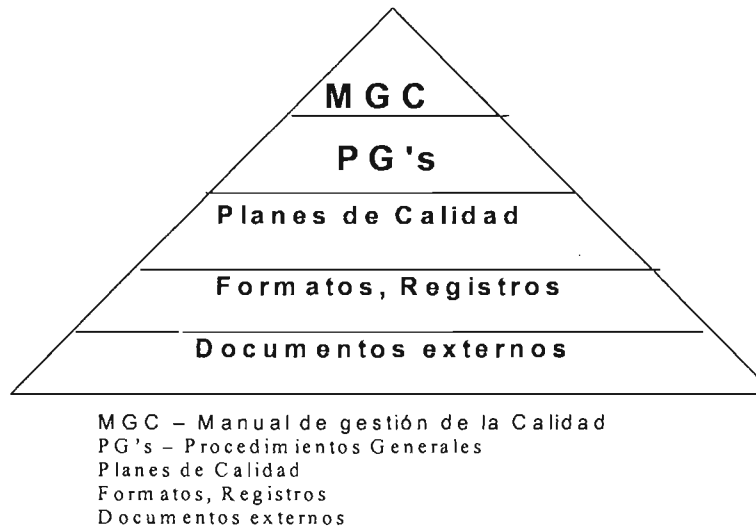 MGC
PG's
Planes de Calidad
Formatos, Registros
Documentos externos
MGC – Manual de gestión de la Calidad
PG's – Procedimientos Generales
Planes de Calidad
Formatos, Registros
Documentos externos